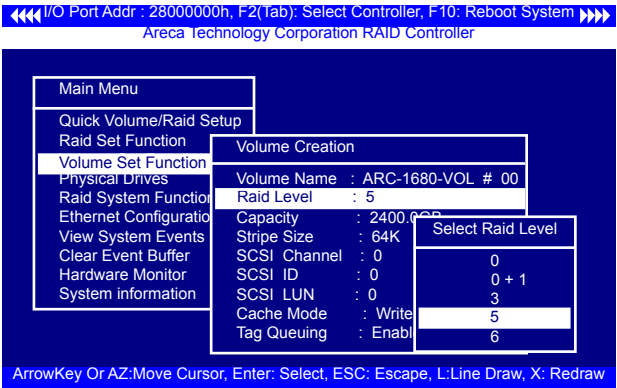 I/O Port Addr : 28000000h, F2(Tab): Select Controller, F10: Reboot System
Areca Technology Corporation RAID Controller
Main Menu
Quick Volume/Raid Setup
Raid Set Function
Volume Set Function
Physical Drives
Raid System Function
Ethernet Configuratio
View System Events
Clear Event Buffer
Hardware Monitor
System information
Volume Creation
Volume Name : ARC-1680-VOL # 00
Raid Level : 5
Capacity : 2400.0GB
Stripe Size : 64K
SCSI Channel : 0
SCSI ID : 0
SCSI LUN : 0
Cache Mode : Write
Tag Queuing : Enabl
Select Raid Level
0
0 + 1
3
5
6
ArrowKey Or AZ:Move Cursor, Enter: Select, ESC: Escape, L:Line Draw, X: Redraw